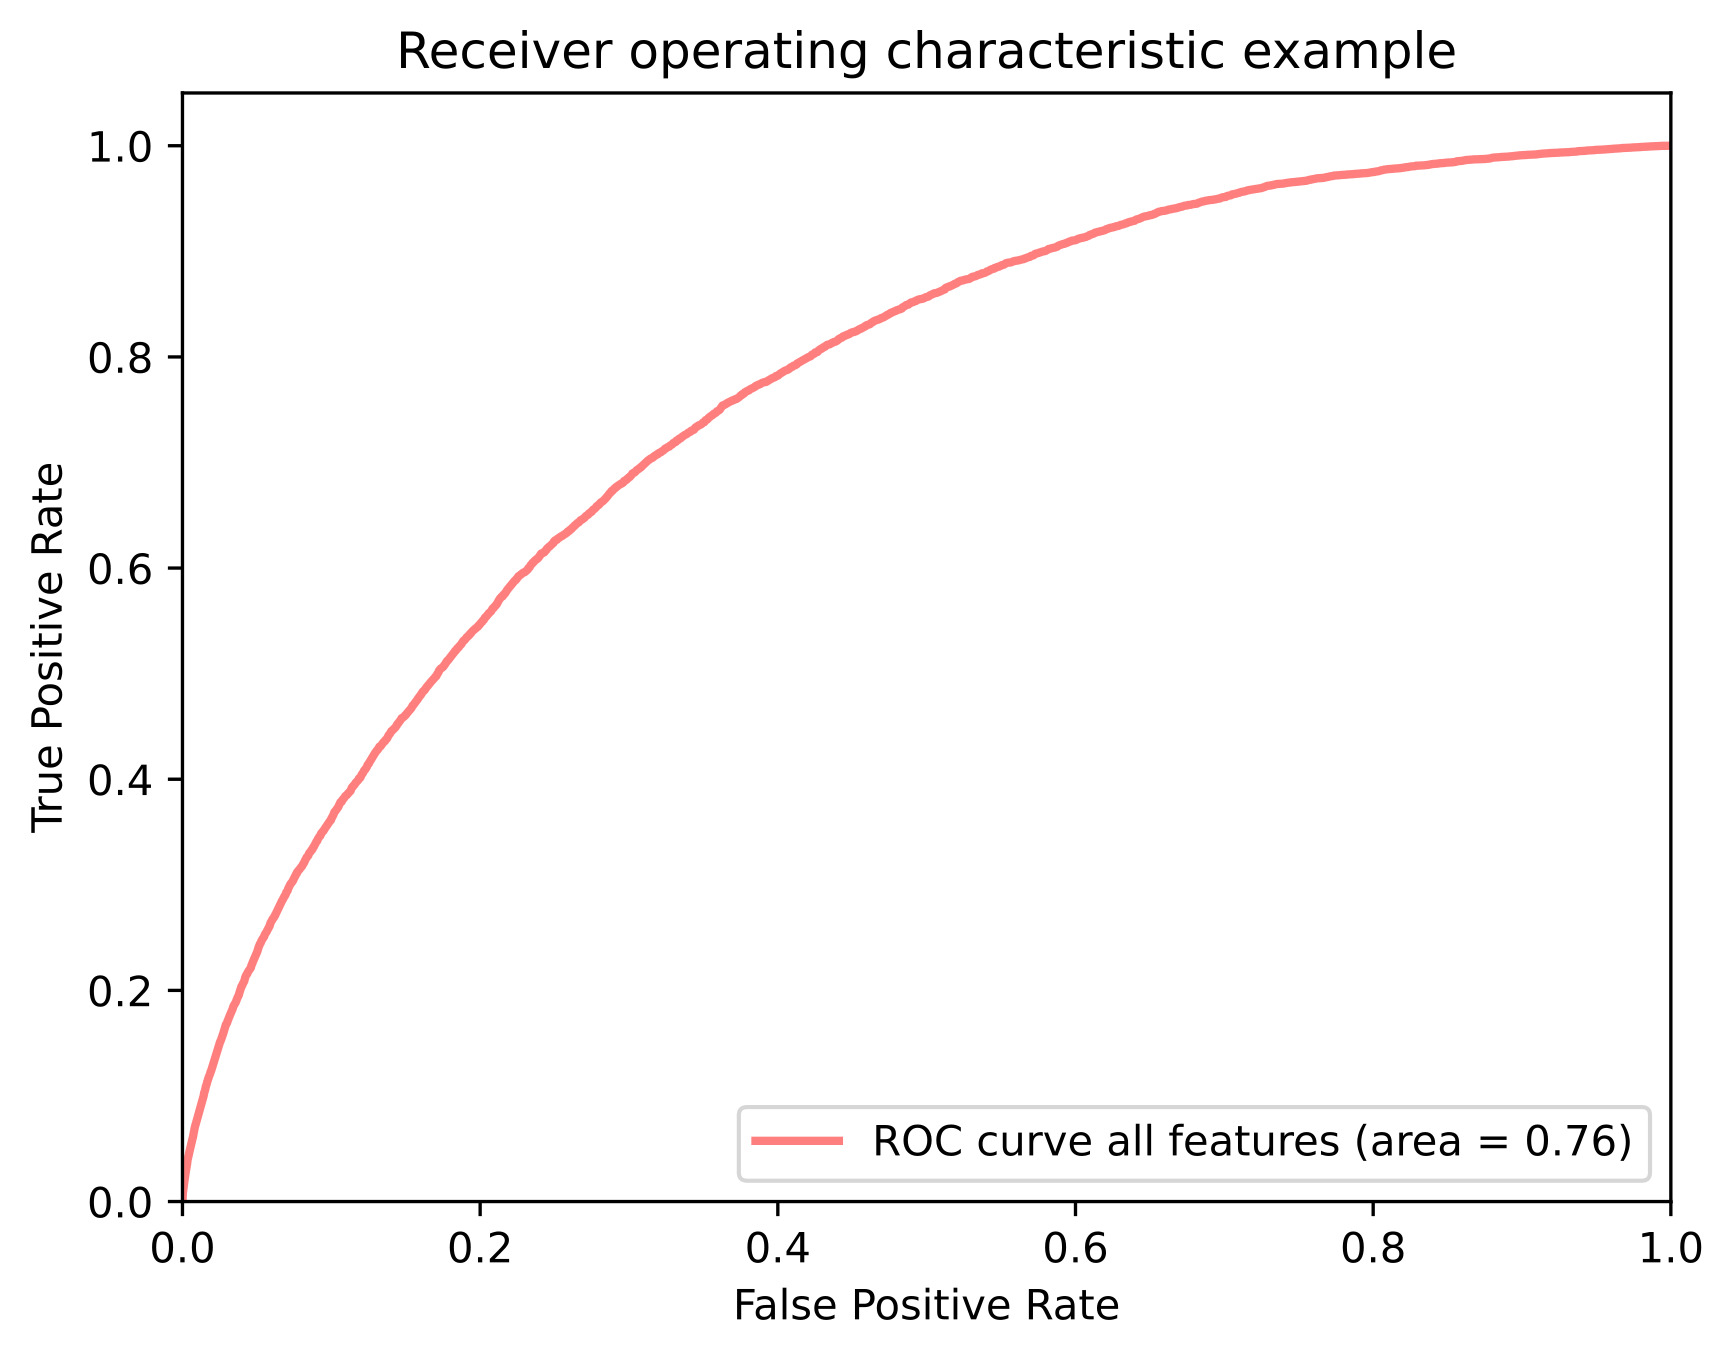 Receiver operating characteristic example
1.0
0.8
0.6
0.4
0.2
0.0
True Positive Rate
ROC curve all features (area = 0.76)
0.0 0.2 0.4 0.6 0.8 1.0
False Positive Rate